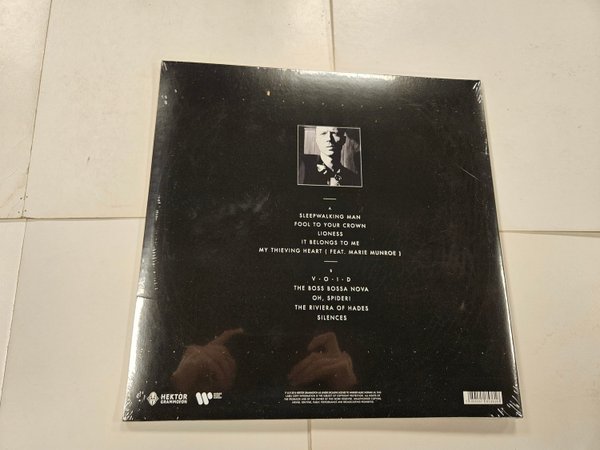 A
SLEEPWALKING MAN
FOOL TO YOUR CROWN
LIONESS
IT BELONGS TO ME
MY THIEVING HEART ( FEAT. MARIE MUNROE )
V · O · I · D
THE BOSS BOSSA NOVA
OH, SPIDER!
THE RIVIERA OF HADES
SILENCES
HEKTOR
GRAMMOFON